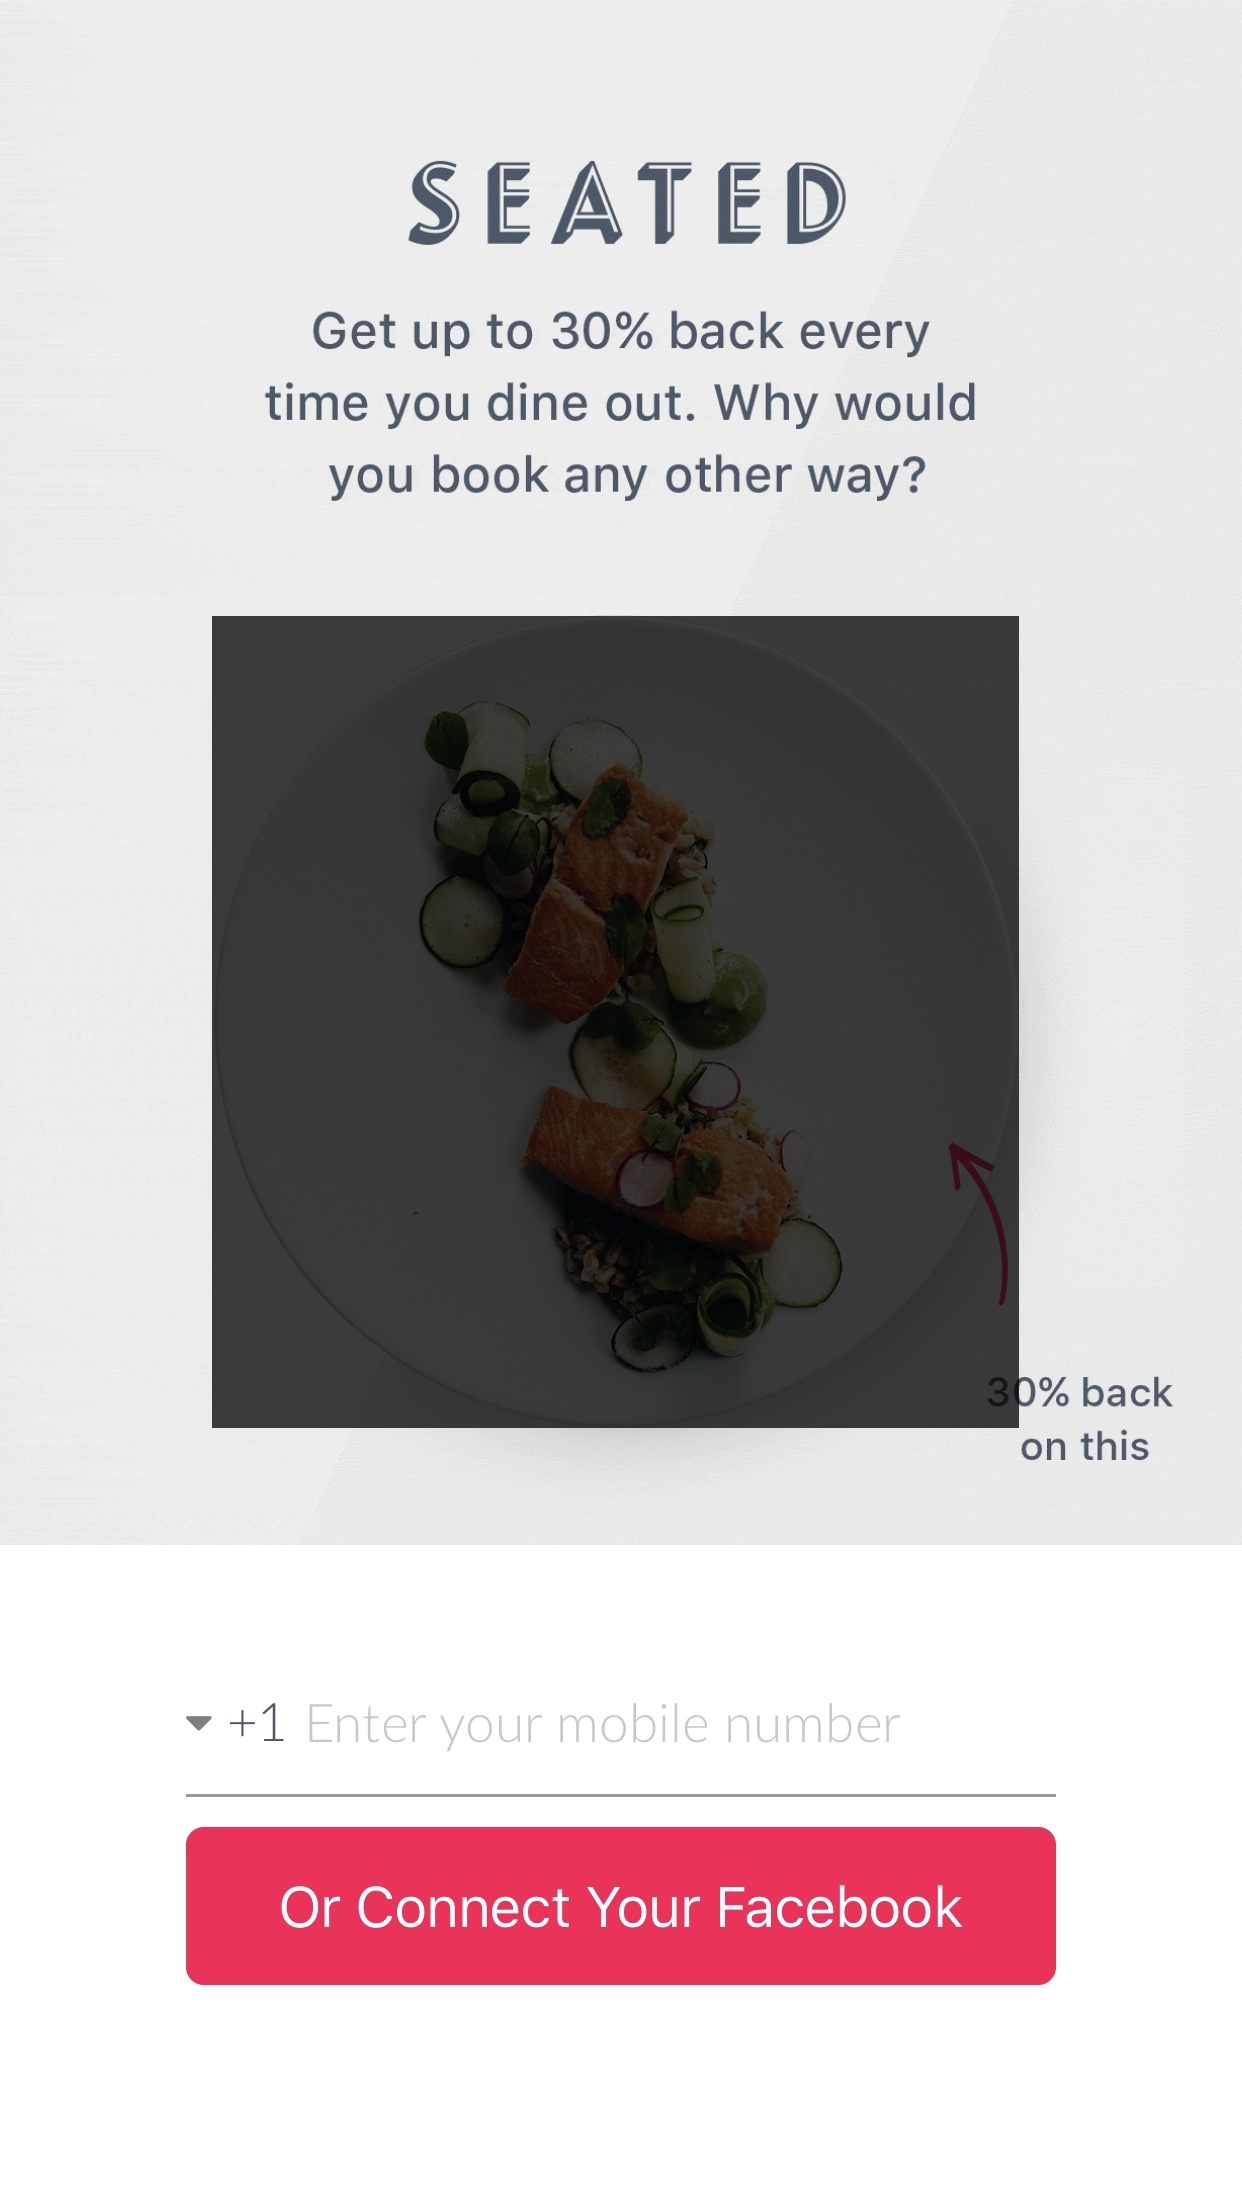 SEATED
Get up to 30% back every
time you dine out. Why would
you book any other way?
30% back
on this
+1 Enter your mobile number
Or Connect Your Facebook